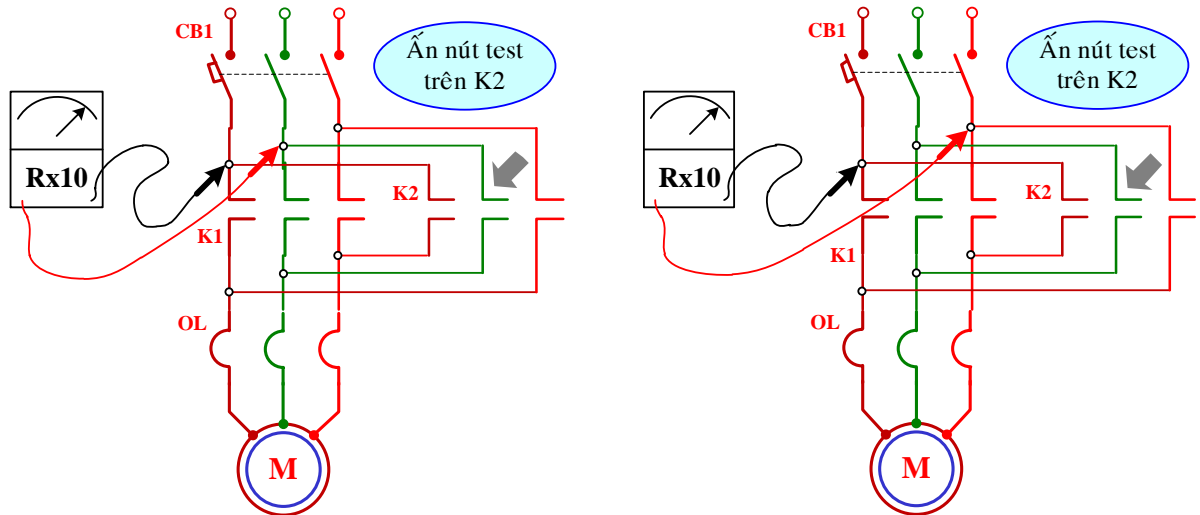 CB1
Ấn nút test
trên K2
Rx10
K2
K1
OL
M
CB1
Ấn nút test
trên K2
Rx10
K2
K1
OL
M